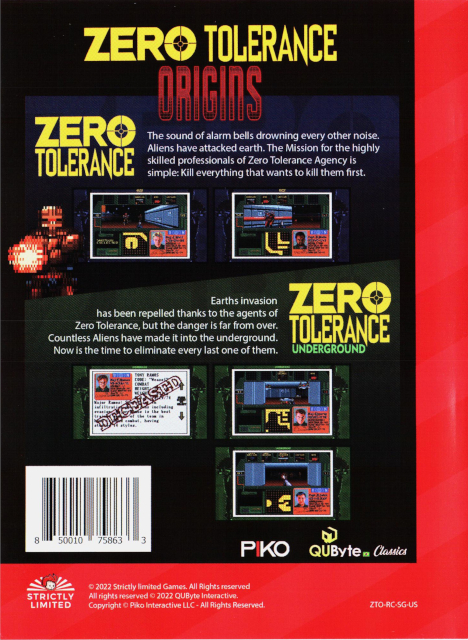 ZERO TOLERANCE
ORIGINS
ZERO
TOLERANCE
The sound of alarm bells drowning every other noise.
Aliens have attacked earth. The Mission for the highly
skilled professionals of Zero Tolerance Agency is
simple: Kill everything that wants to kill them first.
Earths invasion
has been repelled thanks to the agents of
Zero Tolerance, but the danger is far from over.
Countless Aliens have made it into the underground.
Now is the time to eliminate every last one of them.
ZERO
TOLERANCE
UNDERGROUND
TONY RAMOS
DECEASED
8 50010 75863 3
PIKO
QUByte Classics
STRICTLY
LIMITED
© 2022 Strictly limited Games. All Rights reserved
All rights reserved © 2022 QUByte Interactive.
Copyright © Piko Interactive LLC - All Rights Reserved.
ZTO-RC-SG-US